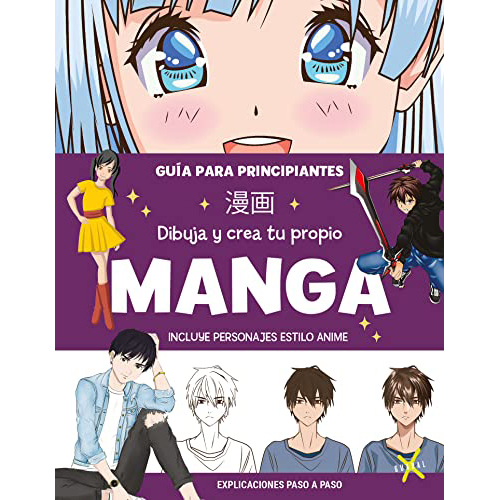 GUÍA PARA PRINCIPIANTES
漫画
Dibuja y crea tu propio
MANGA
INCLUYE PERSONAJES ESTILO ANIME
EXPLICACIONES PASO A PASO